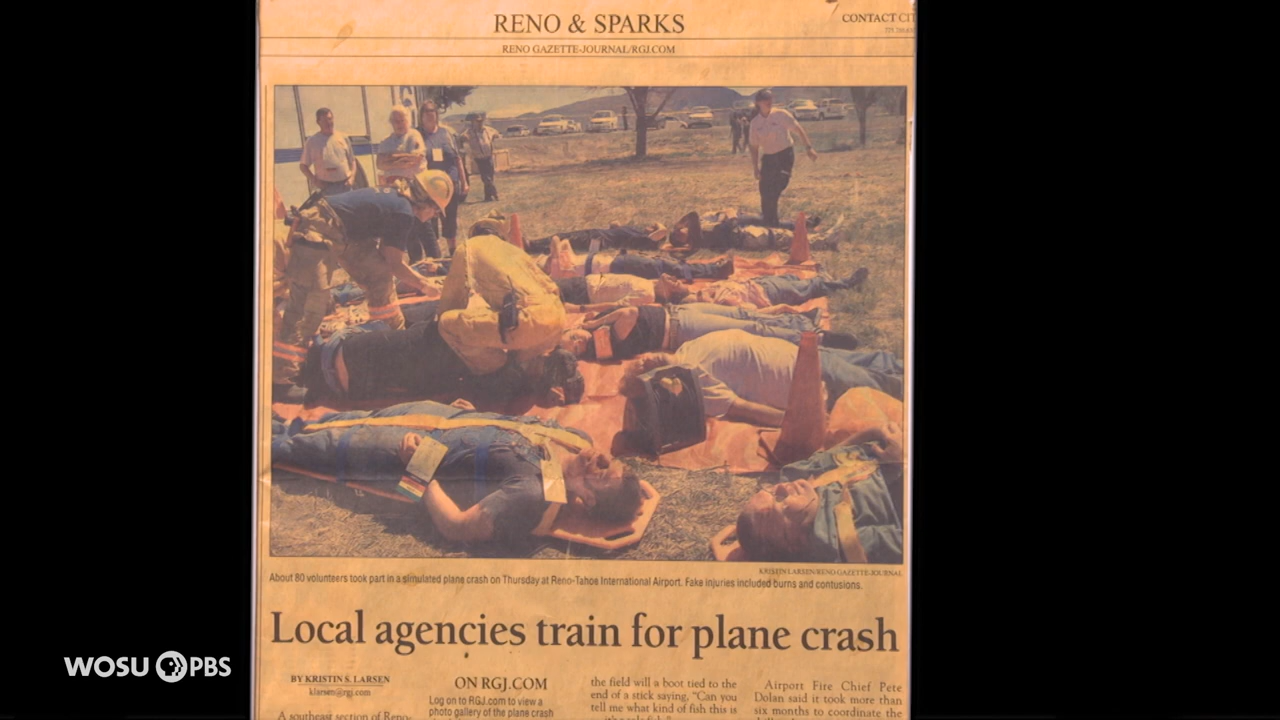 RENO & SPARKS
CONTACT CIT
RENO GAZETTE-JOURNAL/RGJ.COM
KRISTIN LARSEN/RENO GAZETTE-JOURNAL
About 80 volunteers took part in a simulated plane crash on Thursday at Reno-Tahoe International Airport. Fake injuries included burns and contusions.
Local agencies train for plane crash
BY KRISTIN S. LARSEN
klarsen@rgj.com
A southeast section of Reno-
ON RGJ.COM
Log on to RGJ.com to view a
photo gallery of the plane crash
the field will a boot tied to the
end of a stick saying, "Can you
tell me what kind of fish this is
Airport Fire Chief Pete
Dolan said it took more than
six months to coordinate the
WOSU PBS